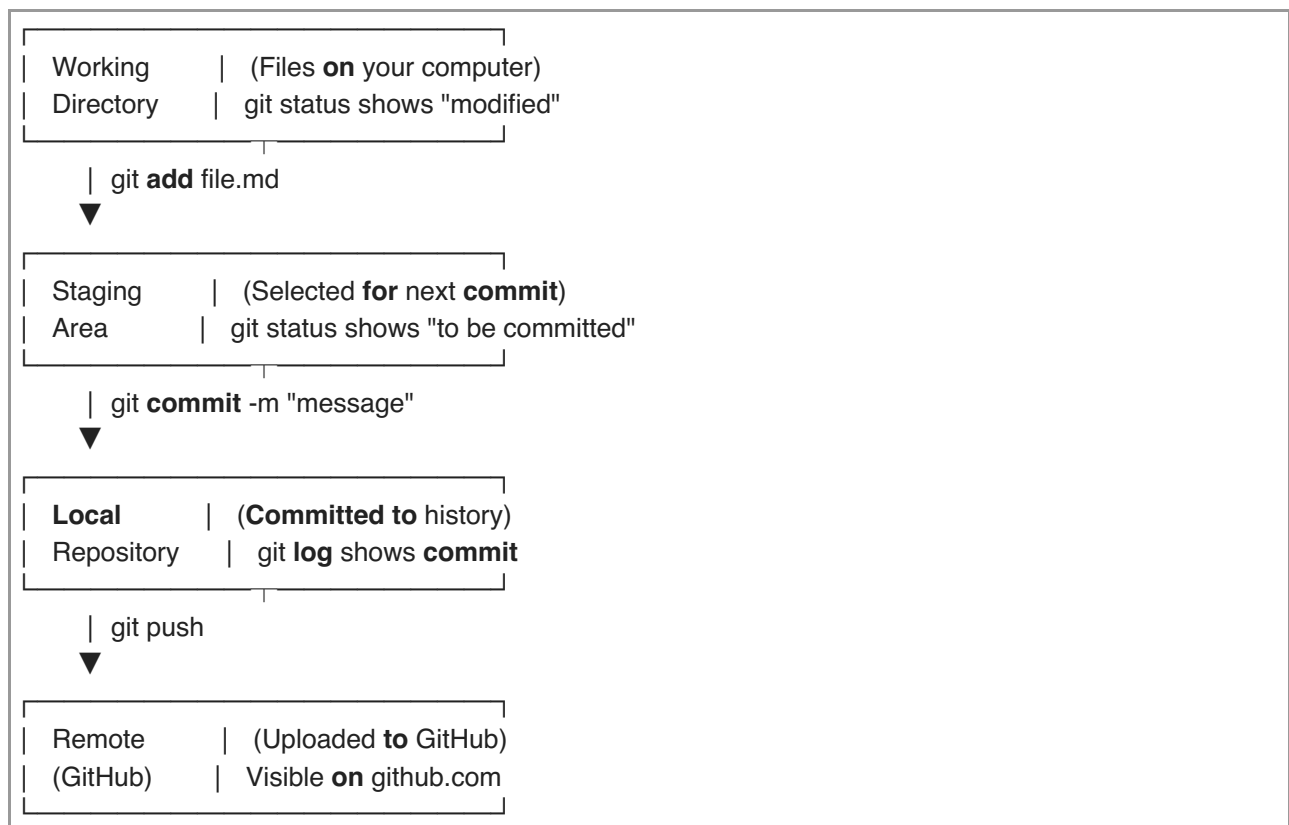 | Working | (Files on your computer)
| Directory | git status shows "modified"
| git add file.md
▼
| Staging | (Selected for next commit)
| Area | git status shows "to be committed"
| git commit -m "message"
▼
| Local | (Committed to history)
| Repository | git log shows commit
| git push
▼
| Remote | (Uploaded to GitHub)
| (GitHub) | Visible on github.com